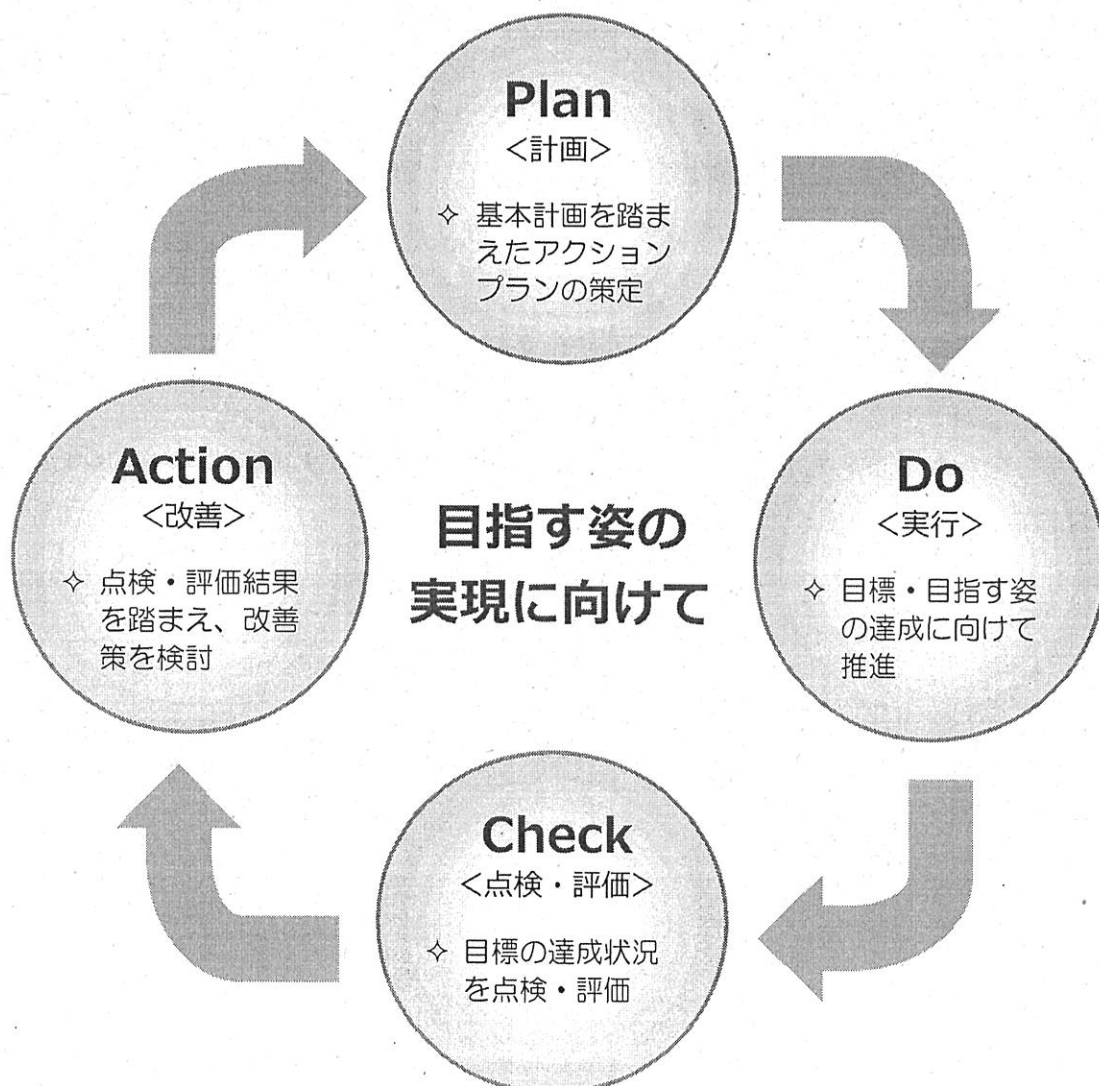 Plan
<計画>
✧ 基本計画を踏ま
えたアクション
プランの策定
Do
<実行>
✧ 目標・目指す姿
の達成に向けて
推進
Check
<点検・評価>
✧ 目標の達成状況
を点検・評価
Action
<改善>
✧ 点検・評価結果
を踏まえ、改善
策を検討
目指す姿の
実現に向けて